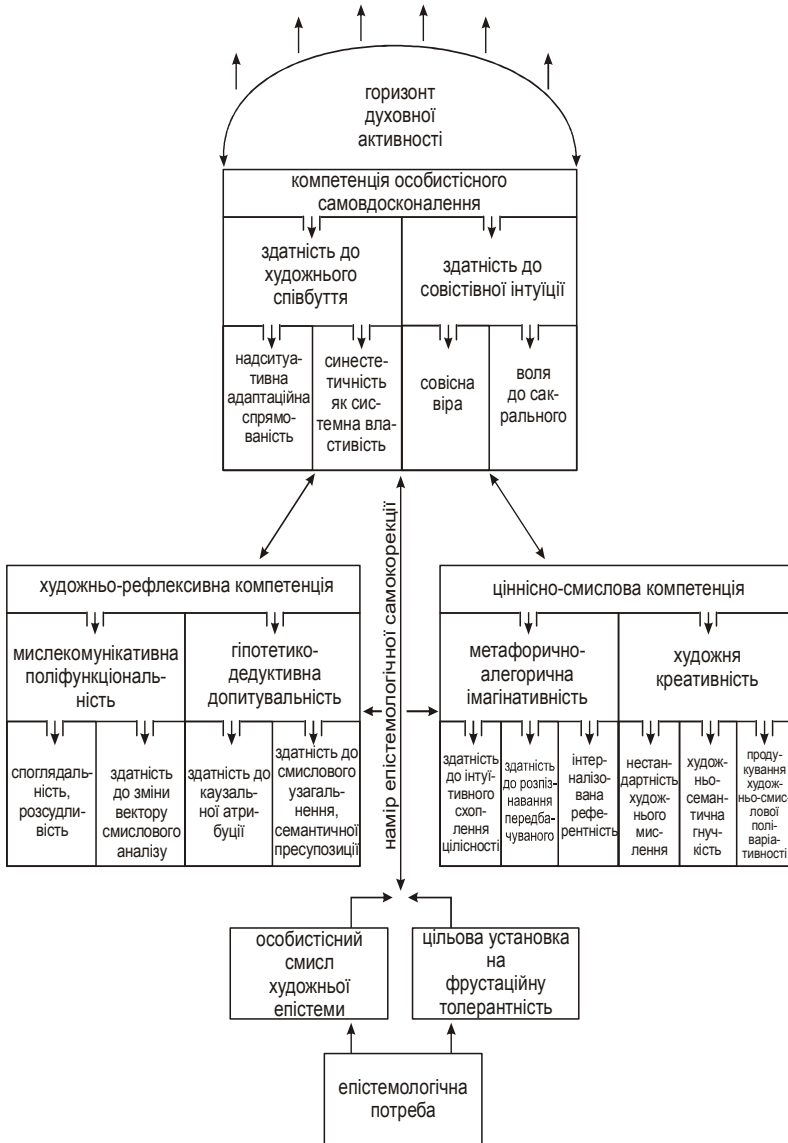 горизонт
духовної
активності
компетенція особистісного
самовдосконалення
здатність до
художнього
співбуття
здатність до
совістівної інтуїції
надситуа-
ативна
адаптаційна
спрямо-
ваність
синесте-
тичність
як сис-
темна вла-
стивість
совісна
віра
воля
до сак-
рального
намір епістемологічної самокорекції
художньо-рефлексивна компетенція
мислекомунікативна
поліфункціональ-
ність
гіпотетико-
дедуктивна
допитувальність
споглядаль-
ність,
розсудли-
вість
здатність
до зміни
вектору
смислового
аналізу
здатність до
каузаль-
ної атри-
буції
здатність до
смислового
узагаль-
нення,
семантичної
пресупозиції
ціннісно-смислова компетенція
метафорично-
алегорична
імагінативність
художня
креативність
здатність
до інтуї-
тивного
схоп-
лення
цілісності
здатність
до розпіз-
навання
передба-
чуваного
інтер-
налізо-
вана
рефе-
рентність
нестан-
дартність
худож-
нього
мис-
лення
худож-
ньо-
семан-
тична
гнуч-
кість
проду-
кування
худож-
ньо-смис-
лової
полі-
варіа-
тивності
особистісний
смисл
художньої
епістеми
цільова установка
на
фрустаційну
толерантність
епістемологічна
потреба